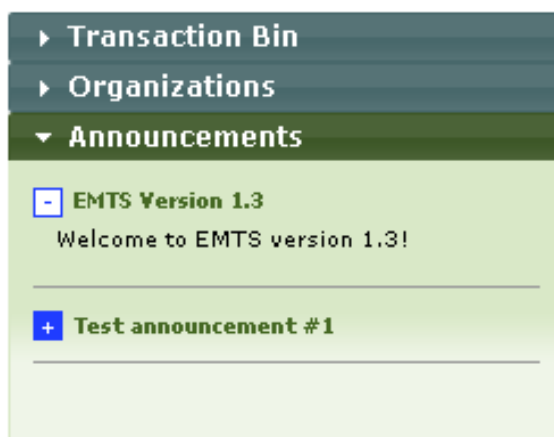 Transaction Bin
Organizations
Announcements
- EMTS Version 1.3
Welcome to EMTS version 1.3!
+ Test announcement #1